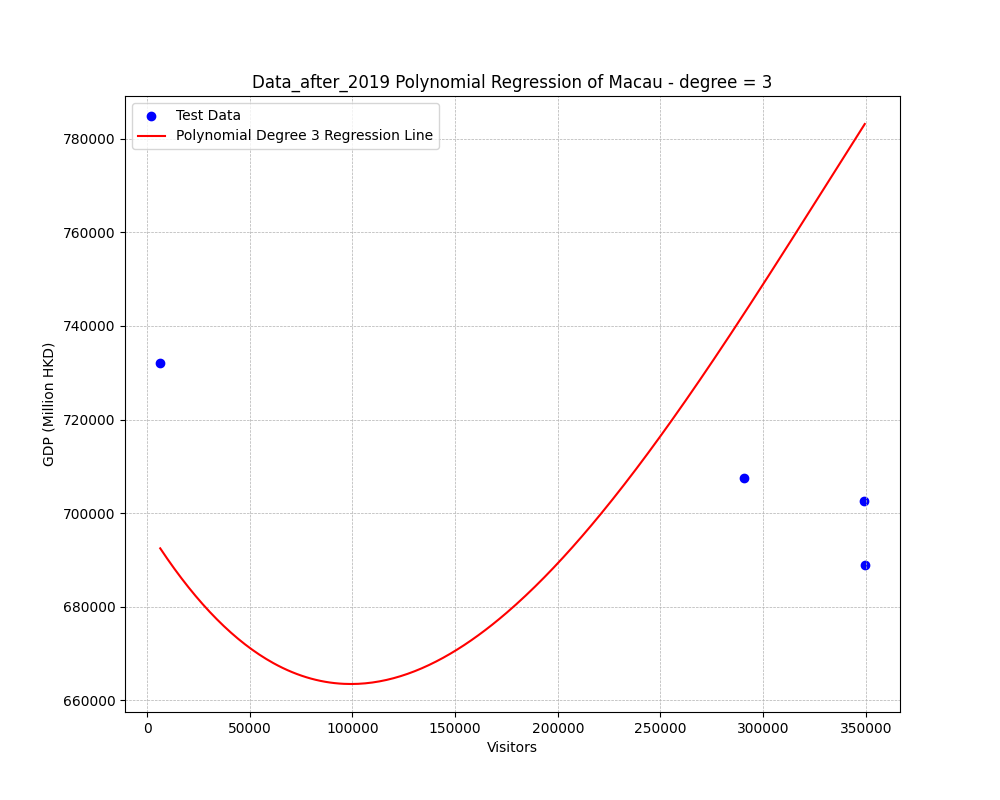 Data_after_2019 Polynomial Regression of Macau - degree = 3
Test Data
Polynomial Degree 3 Regression Line
GDP (Million HKD)
780000
760000
740000
720000
700000
680000
660000
0 50000 100000 150000 200000 250000 300000 350000
Visitors